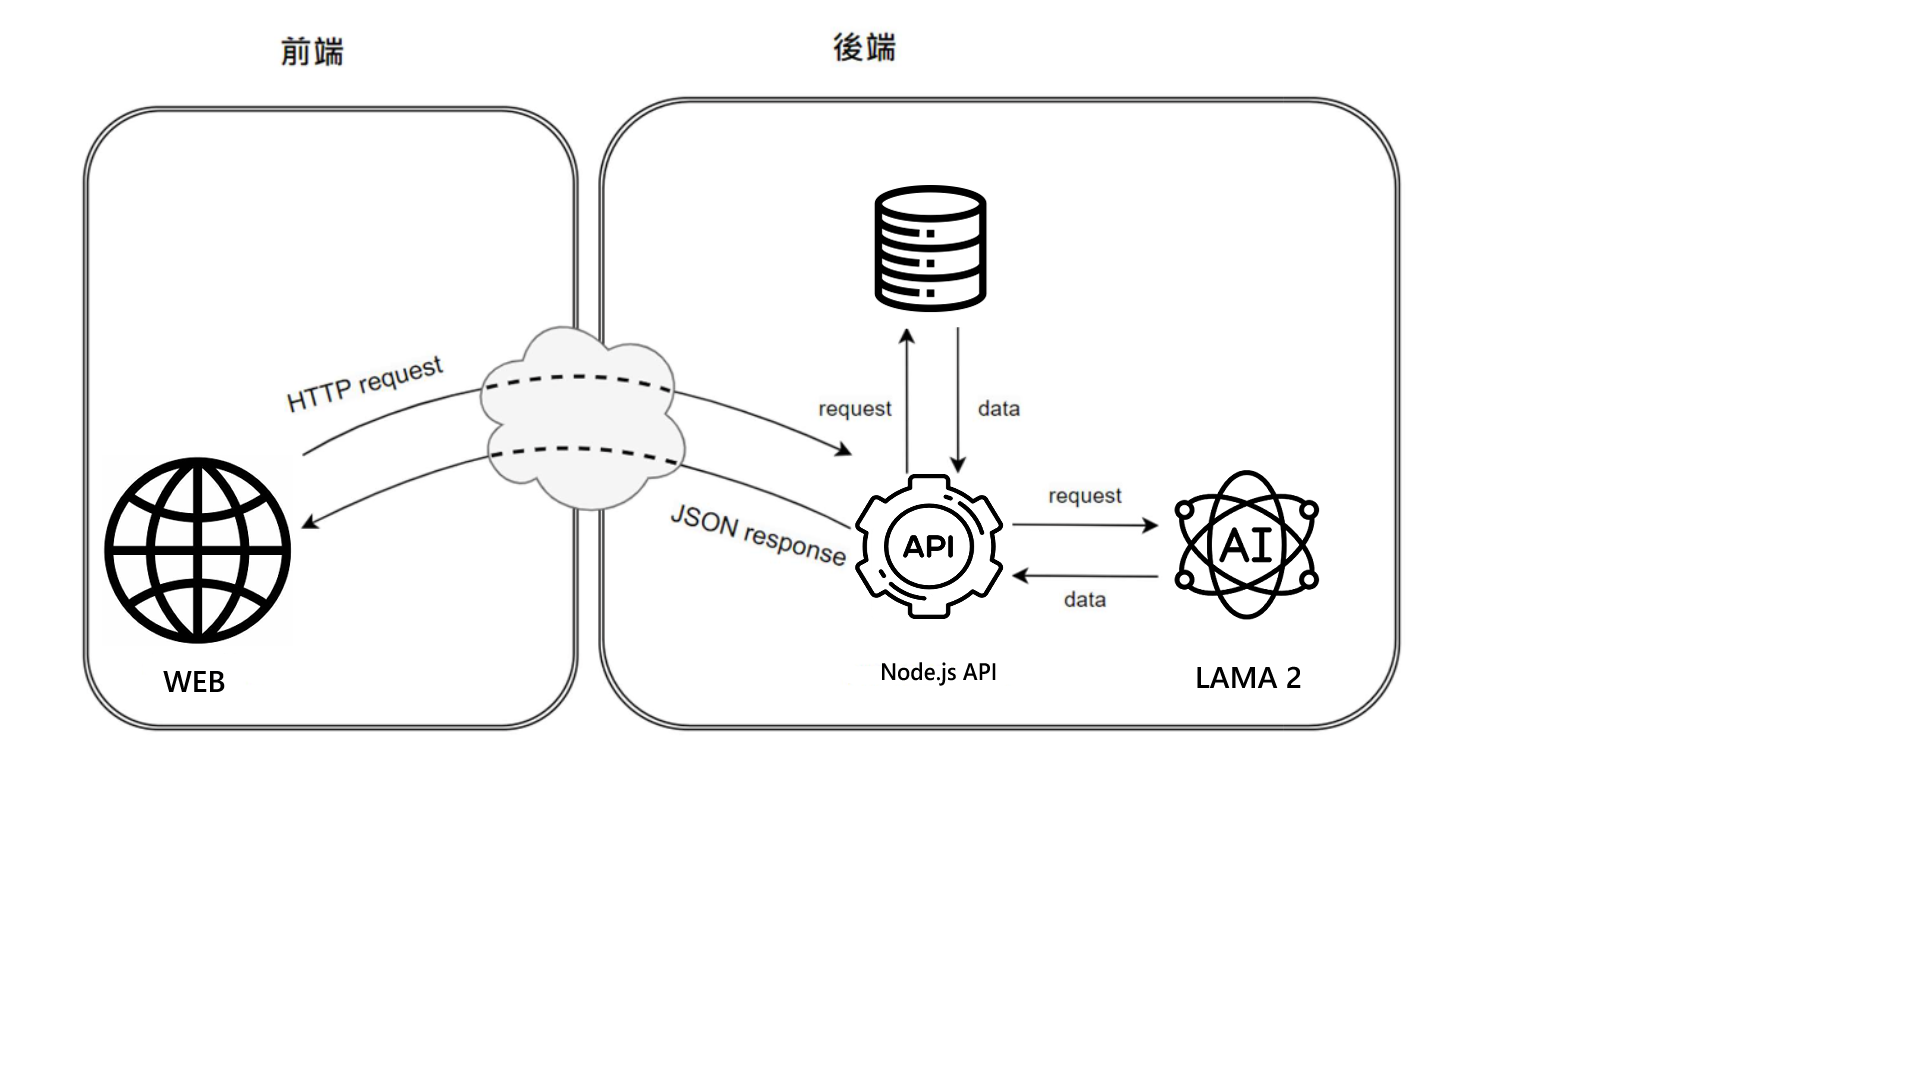 前端
後端
HTTP request
request
data
JSON response
request
API
AI
data
WEB
Node.js API
LAMA 2